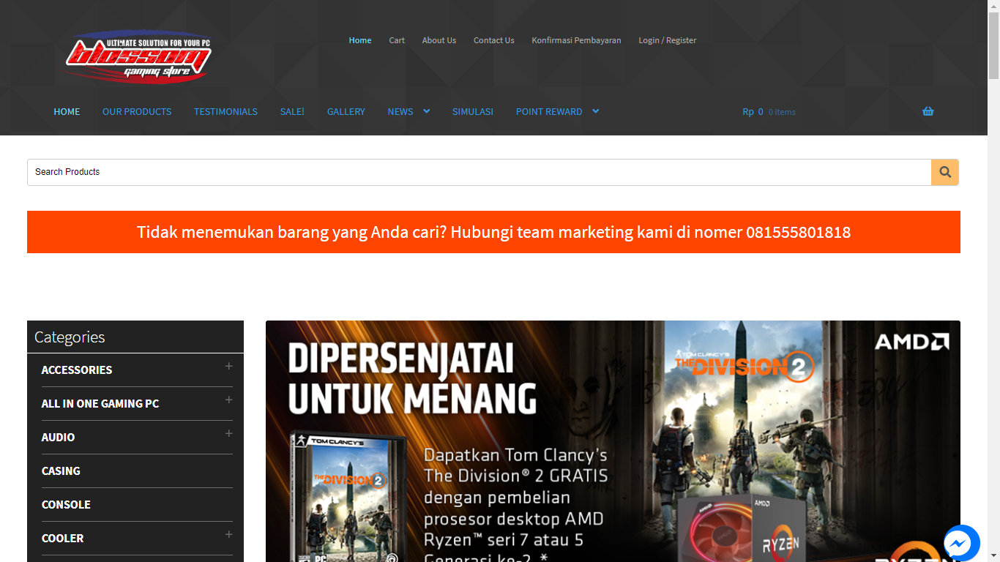 ULTIMATE SOLUTION FOR YOUR PC
blossom
gaming store
Home Cart About Us Contact Us Konfirmasi Pembayaran Login / Register
HOME OUR PRODUCTS TESTIMONIALS SALE! GALLERY NEWS SIMULASI POINT REWARD Rp 0 0 items
Search Products
Tidak menemukan barang yang Anda cari? Hubungi team marketing kami di nomer 081555801818
Categories
ACCESSORIES +
ALL IN ONE GAMING PC +
AUDIO +
CASING
CONSOLE
COOLER +
DIPERSENJATAI
UNTUK MENANG
AMD
TOM CLANCY'S
THE DIVISION 2
TOM CLANCY'S
THE DIVISION 2
PC
Dapatkan Tom Clancy's
The Division® 2 GRATIS
dengan pembelian
prosesor desktop AMD
Ryzen™ seri 7 atau 5
Generasi ke-2. *
AMD
AMD
RYZEN
RYZEN